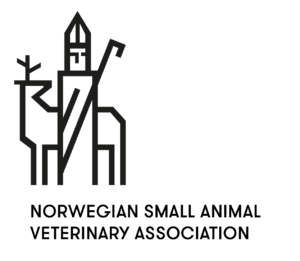 NORWEGIAN SMALL ANIMAL
VETERINARY ASSOCIATION